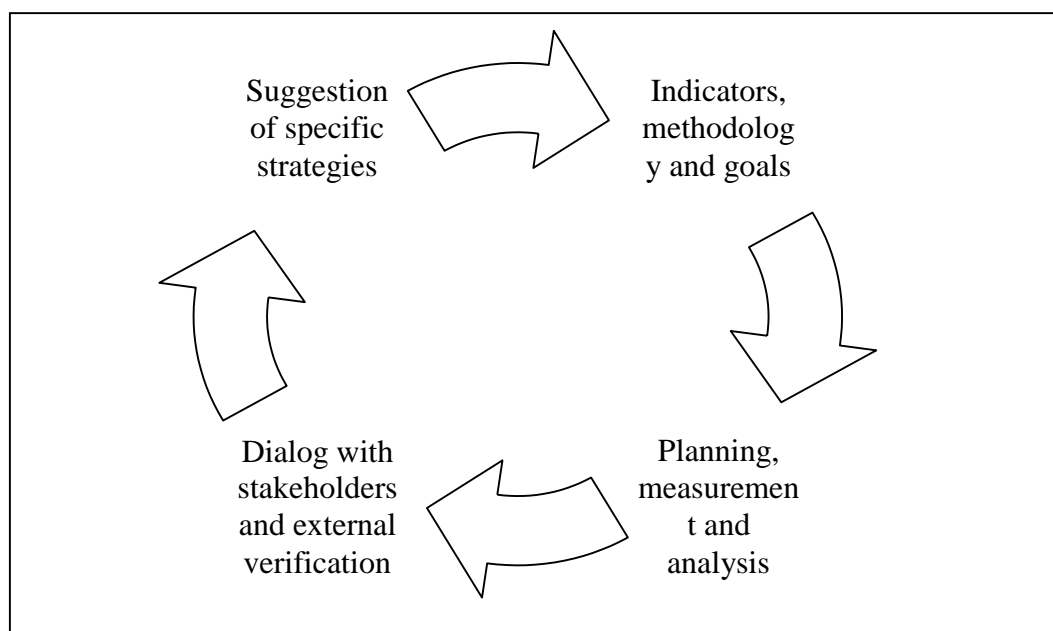 Suggestion
of specific
strategies
Indicators,
methodolog
y and goals
Planning,
measuremen
t and
analysis
Dialog with
stakeholders
and external
verification